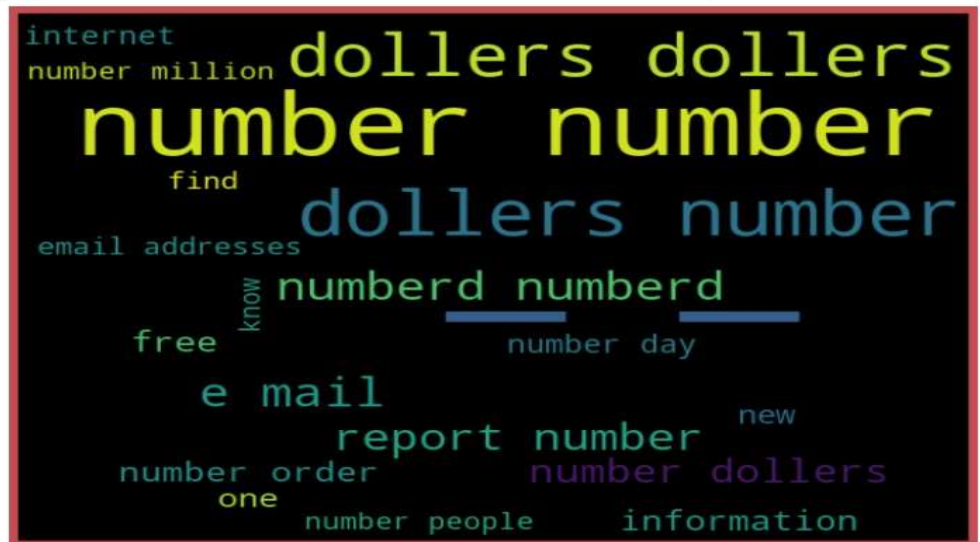 internet
dollers dollers
number million
number number
find
dollers number
email addresses
numberd numberd
know
free
number day
e mail
new
report number
number order
number dollers
one
number people
information